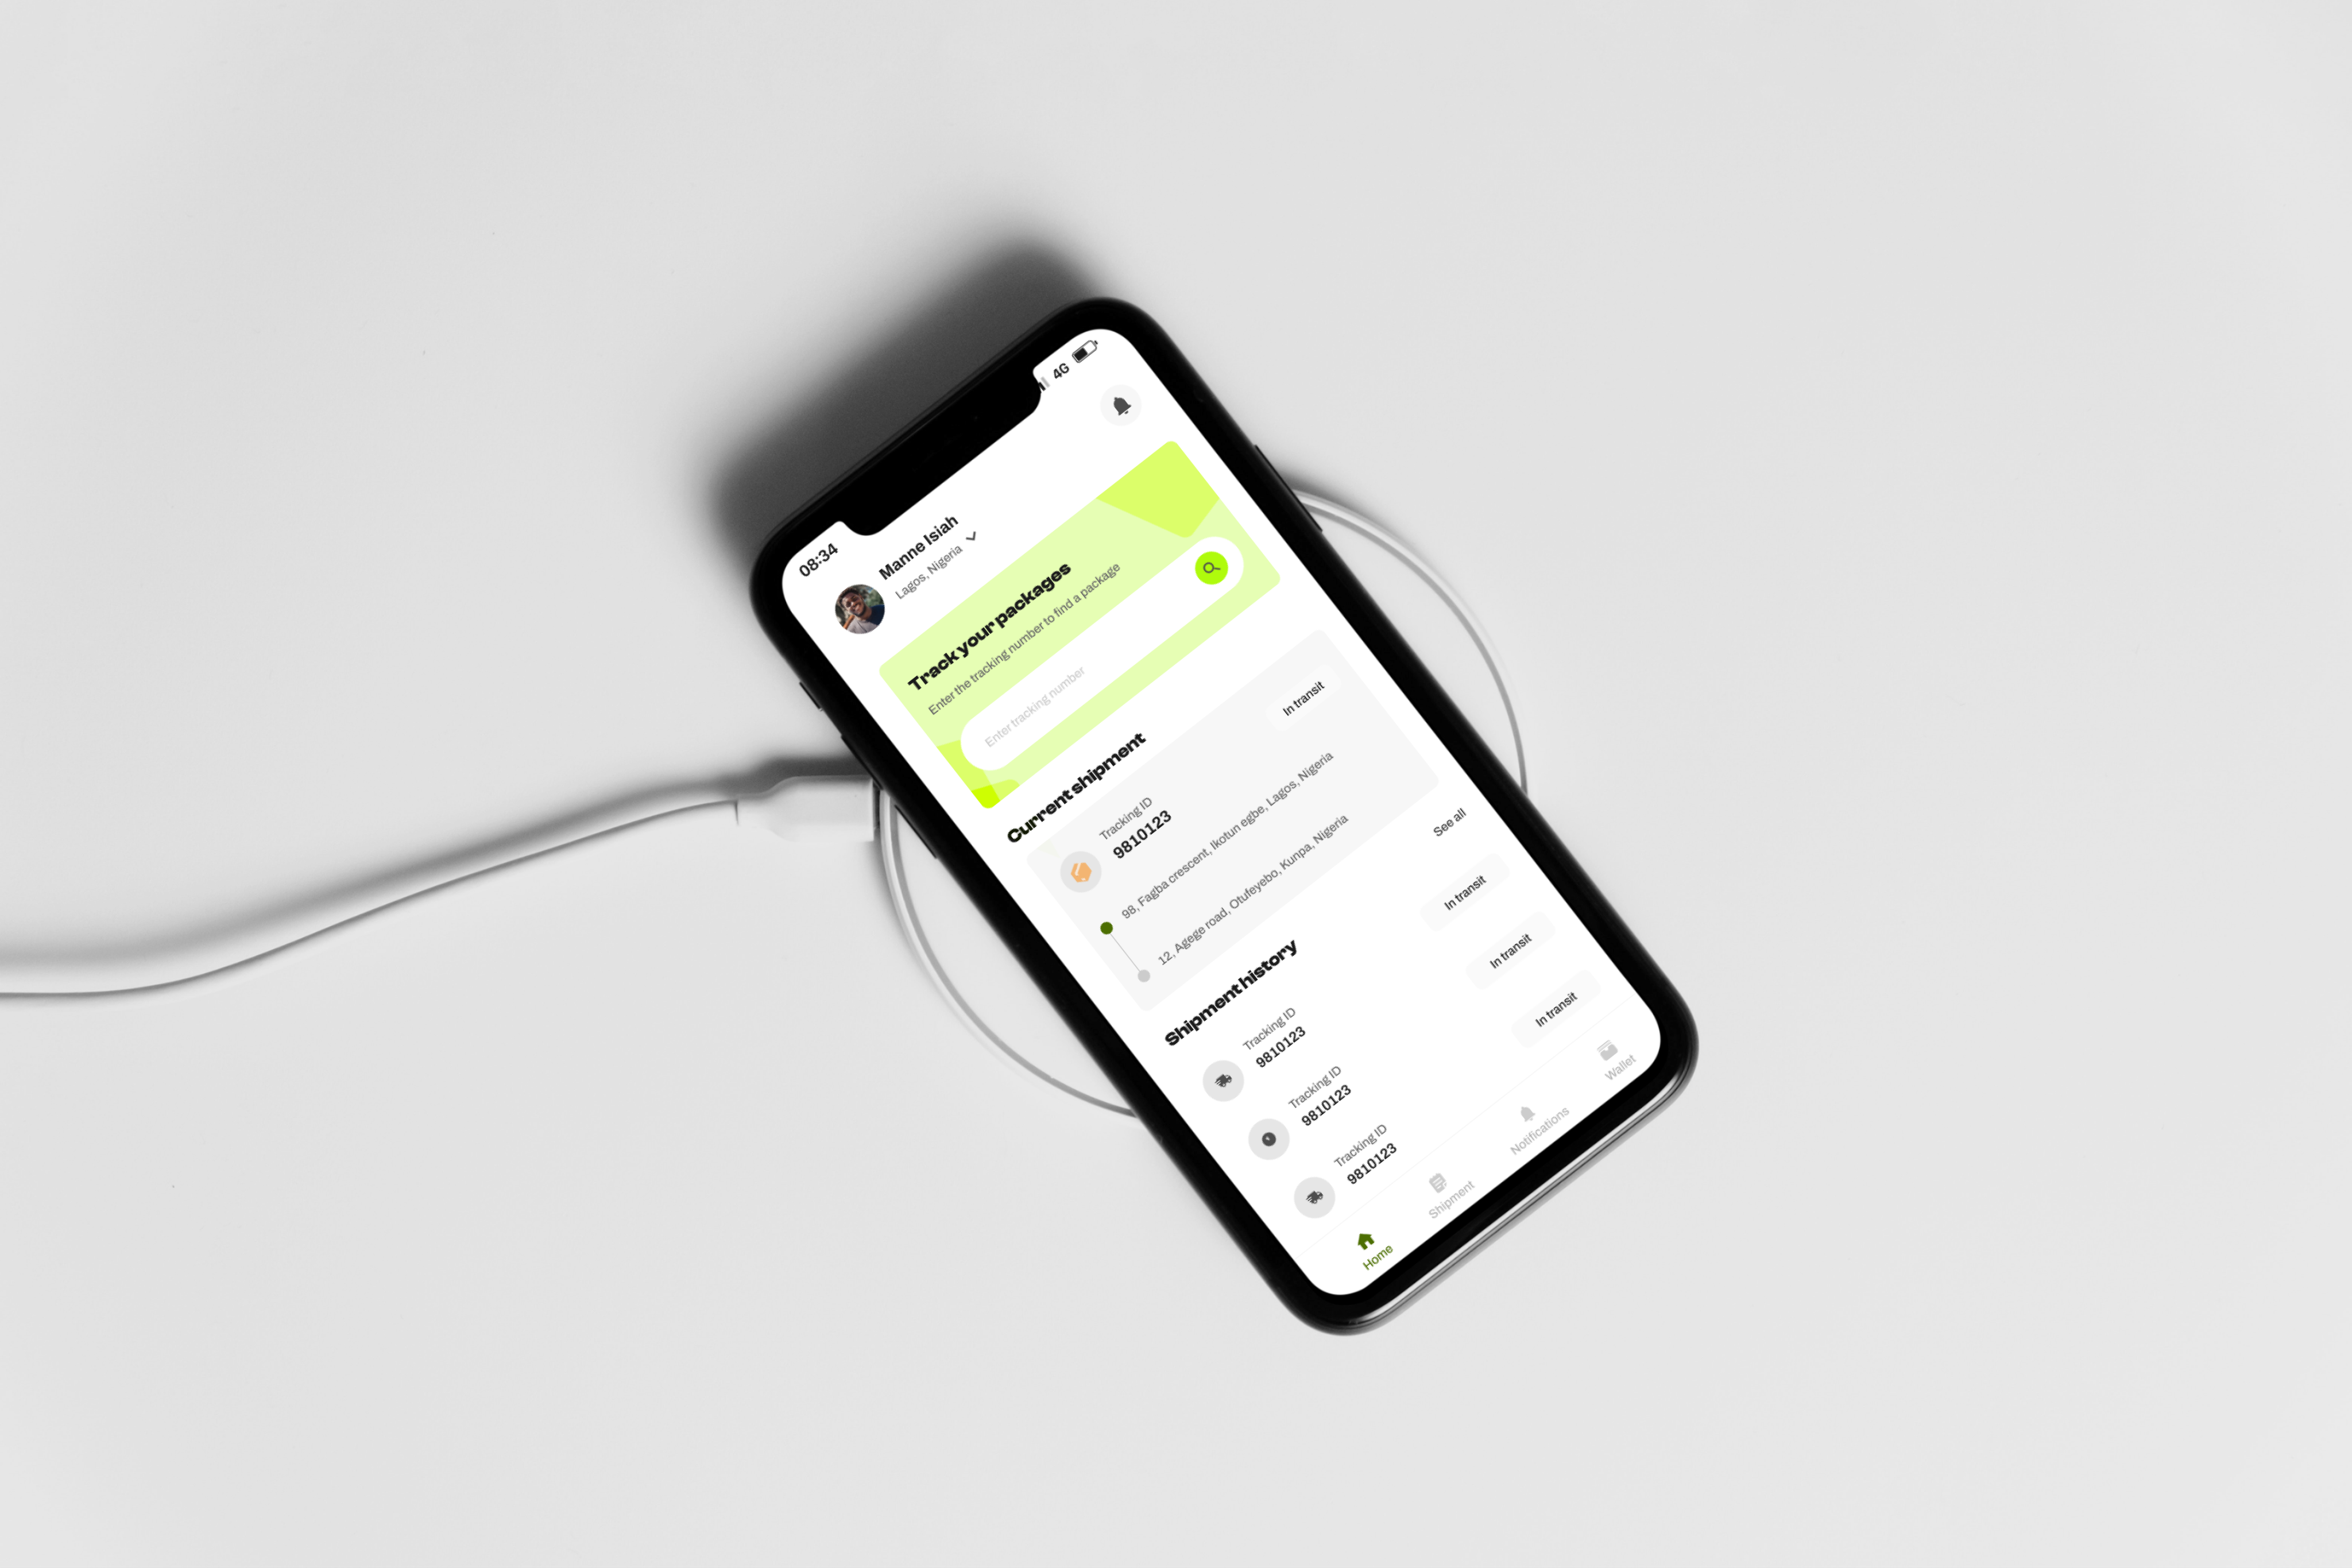 08:34
4G
Manne Isiah
Lagos, Nigeria
Track your packages
Enter the tracking number to find a package
Enter tracking number
Current shipment
Tracking ID
9810123
In transit
98, Fagba crescent, Ikotun egbe, Lagos, Nigeria
12, Agege road, Otufeyebo, Kunpa, Nigeria
Shipment history
See all
Tracking ID
9810123
In transit
Tracking ID
9810123
In transit
Tracking ID
9810123
In transit
Home
Shipment
Notifications
Wallet